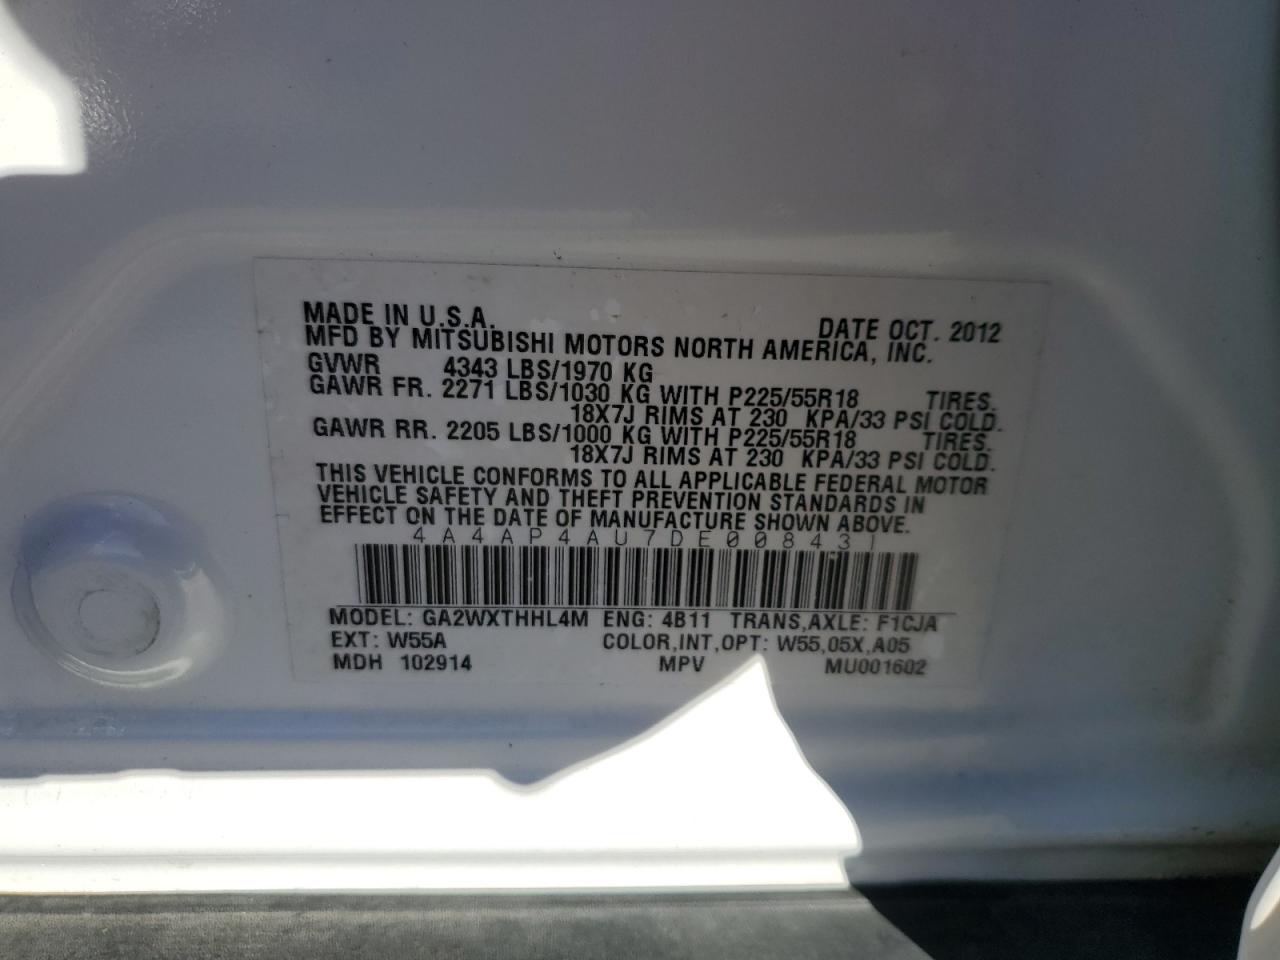 MADE IN U.S.A. DATE OCT. 2012
MFD BY MITSUBISHI MOTORS NORTH AMERICA, INC.
GVWR 4343 LBS/1970 KG
GAWR FR. 2271 LBS/1030 KG WITH P225/55R18 TIRES.
18X7J RIMS AT 230 KPA/33 PSI COLD.
GAWR RR. 2205 LBS/1000 KG WITH P225/55R18 TIRES.
18X7J RIMS AT 230 KPA/33 PSI COLD.
THIS VEHICLE CONFORMS TO ALL APPLICABLE FEDERAL MOTOR
VEHICLE SAFETY AND THEFT PREVENTION STANDARDS IN
EFFECT ON THE DATE OF MANUFACTURE SHOWN ABOVE.
4A4AP4AU7DE008431
MODEL: GA2WXTHHL4M ENG: 4B11 TRANS,AXLE: F1CJA
EXT: W55A COLOR,INT,OPT: W55,05X,A05
MDH 102914 MPV MU001602